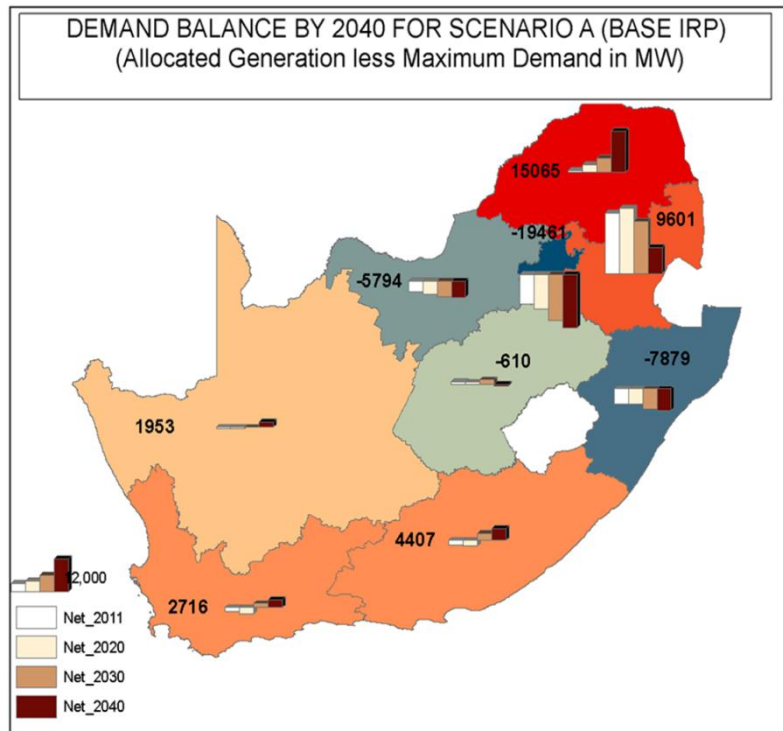 DEMAND BALANCE BY 2040 FOR SCENARIO A (BASE IRP)
(Allocated Generation less Maximum Demand in MW)
15065
9601
-19461
-5794
-610
-7879
1953
4407
2716
12,000
Net_2011
Net_2020
Net_2030
Net_2040